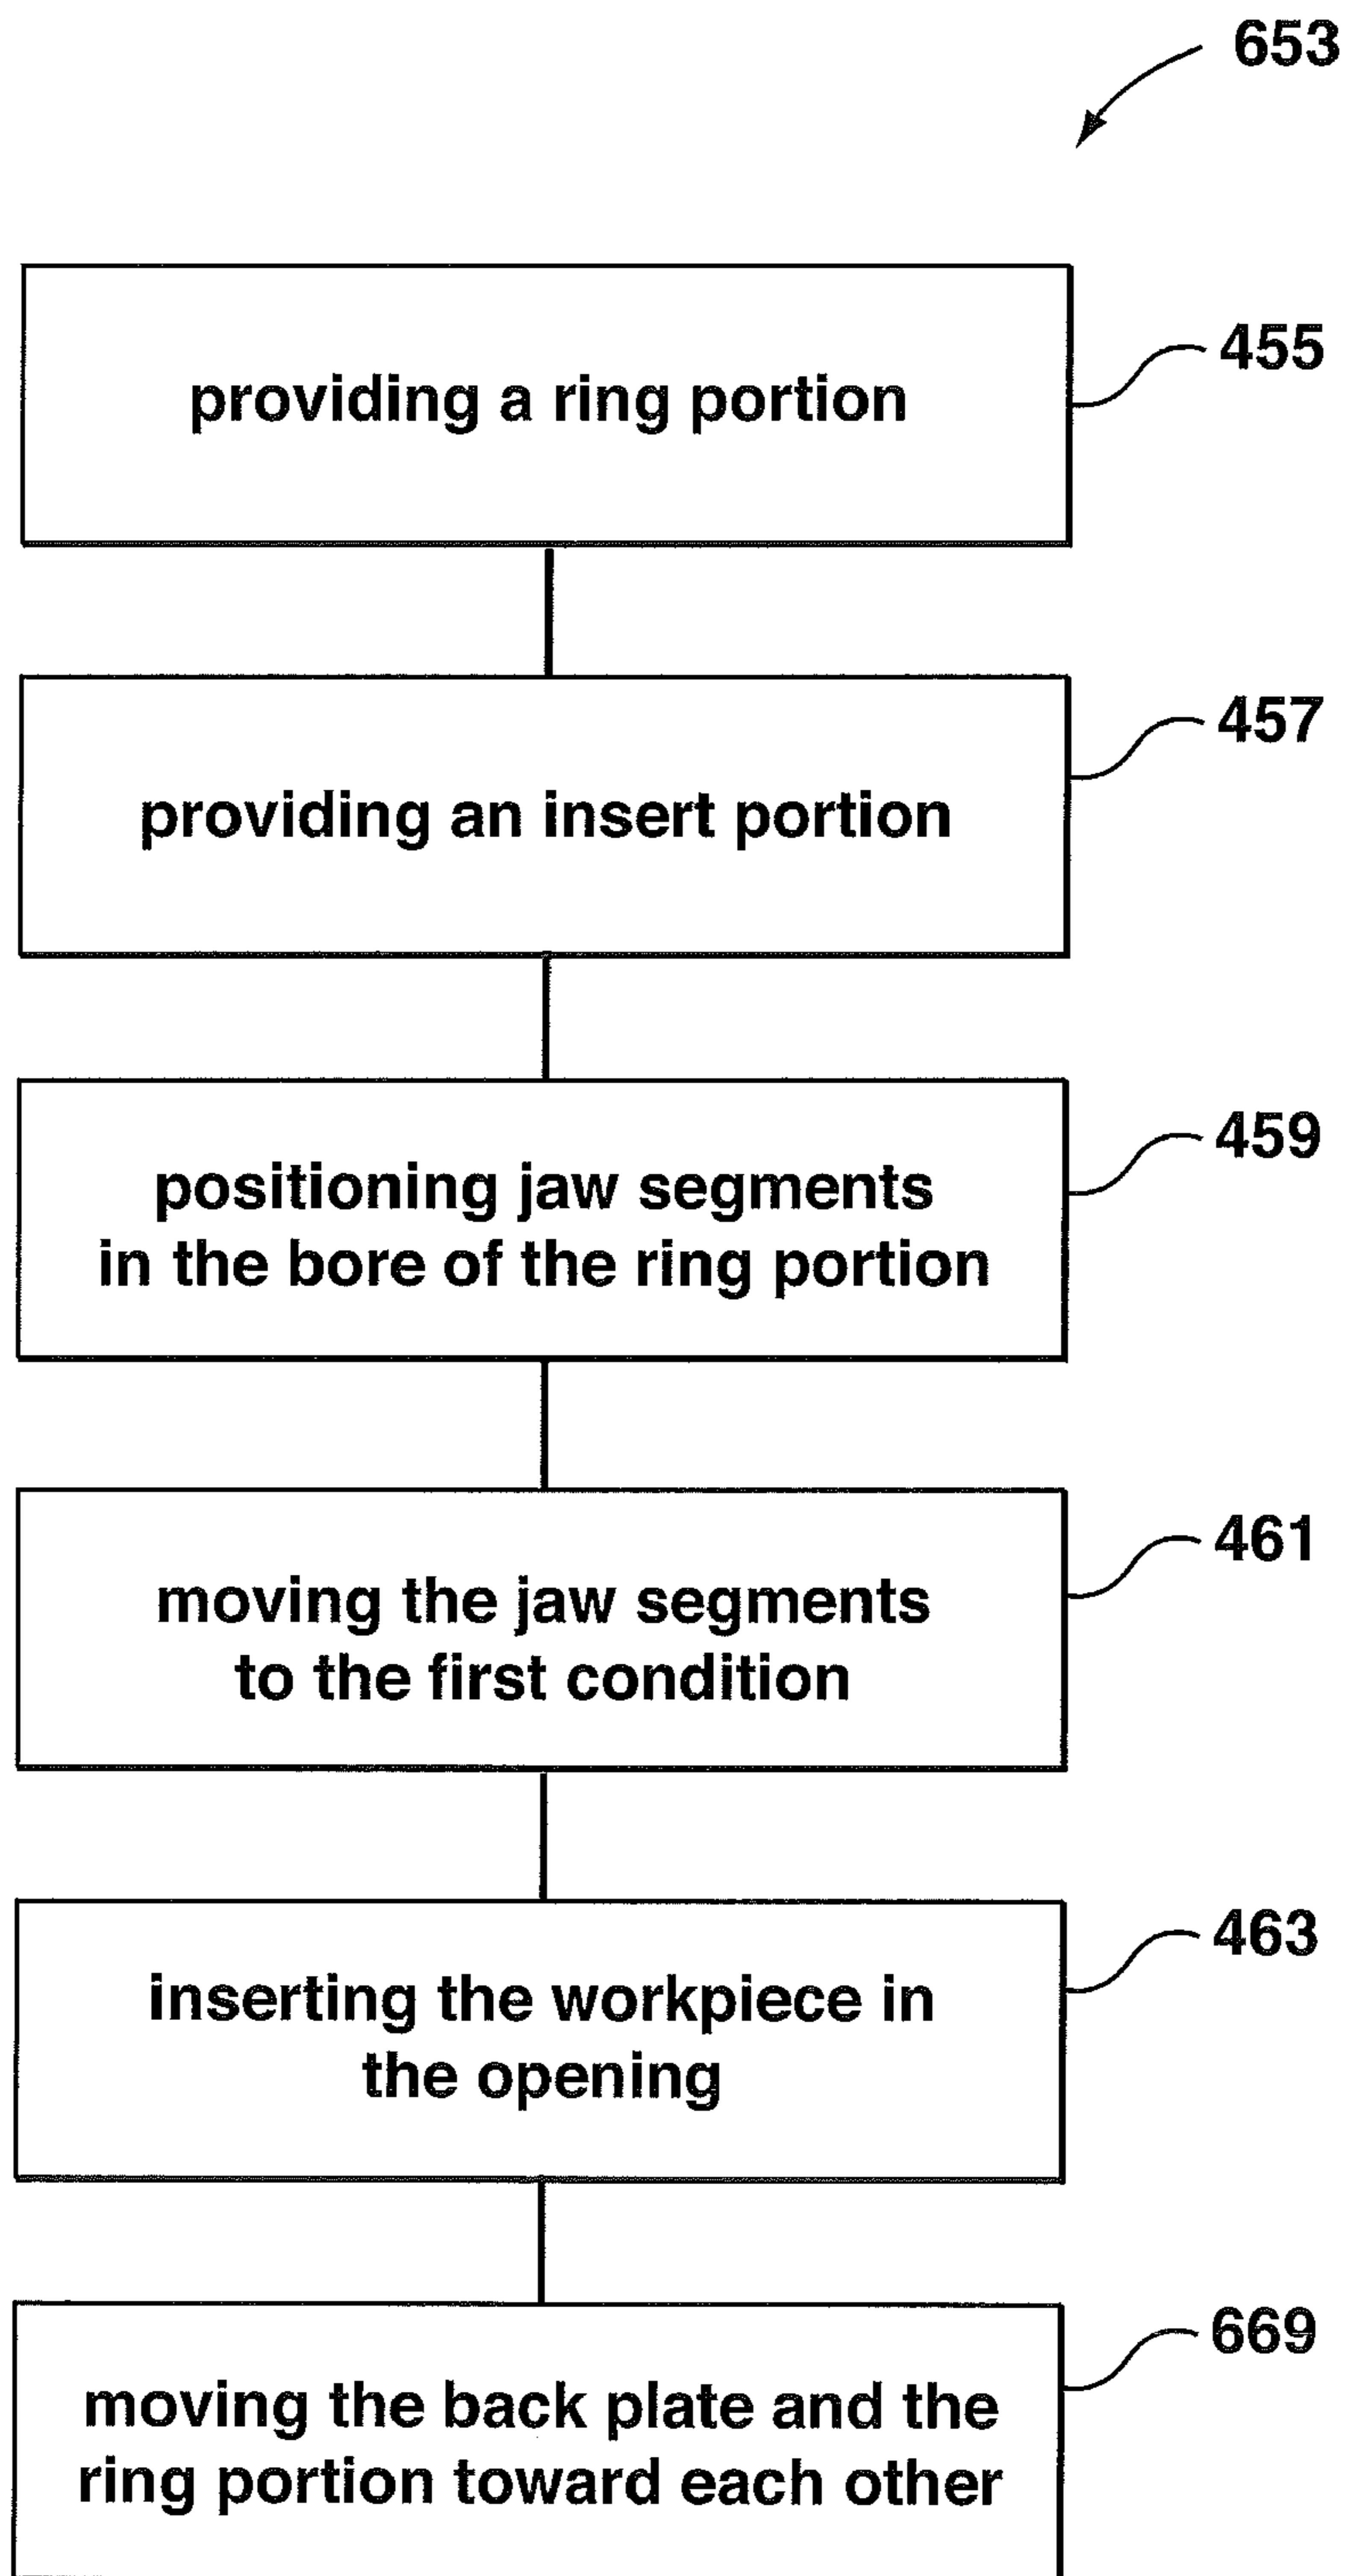 653
providing a ring portion
455
providing an insert portion
457
positioning jaw segments
in the bore of the ring portion
459
moving the jaw segments
to the first condition
461
inserting the workpiece in
the opening
463
moving the back plate and the
ring portion toward each other
669